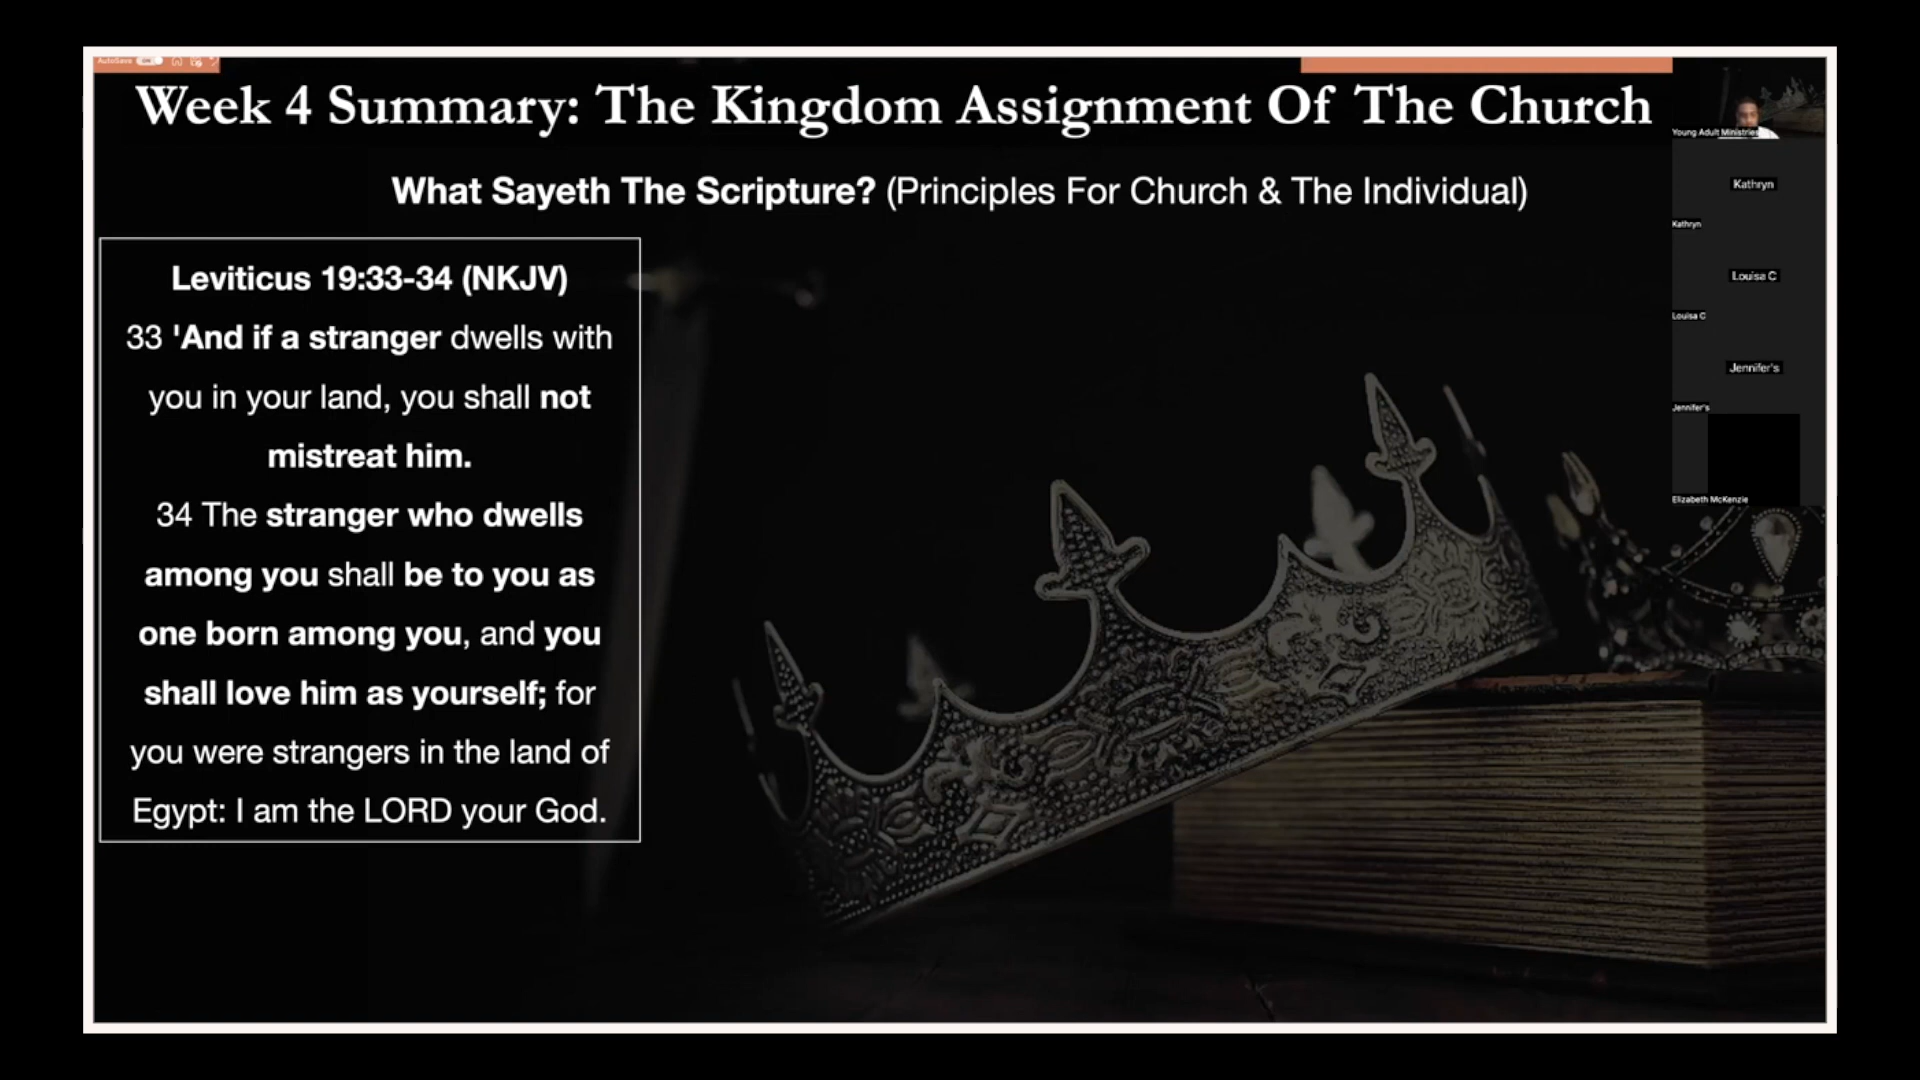 AutoSave ON
Week 4 Summary: The Kingdom Assignment Of The Church
What Sayeth The Scripture? (Principles For Church & The Individual)
Leviticus 19:33-34 (NKJV)
33 'And if a stranger dwells with
you in your land, you shall not
mistreat him.
34 The stranger who dwells
among you shall be to you as
one born among you, and you
shall love him as yourself; for
you were strangers in the land of
Egypt: I am the LORD your God.
Young Adult Ministries
Kathryn
Kathryn
Louisa C
Louisa C
Jennifer's
Jennifer's
Elizabeth McKenzie